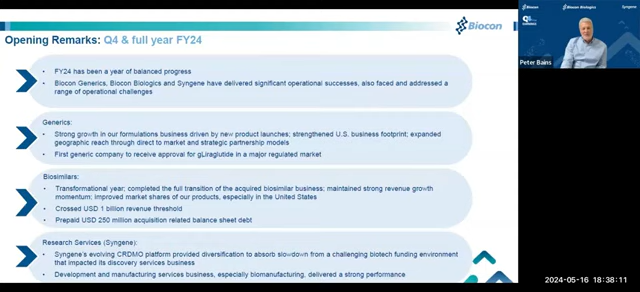 Biocon
Opening Remarks: Q4 & full year FY24
• FY24 has been a year of balanced progress
• Biocon Generics, Biocon Biologics and Syngene have delivered significant operational successes, also faced and addressed a
range of operational challenges
Generics:
• Strong growth in our formulations business driven by new product launches; strengthened U.S. business footprint; expanded
geographic reach through direct to market and strategic partnership models
• First generic company to receive approval for gLiraglutide in a major regulated market
Biosimilars:
• Transformational year; completed the full transition of the acquired biosimilar business; maintained strong revenue growth
momentum; improved market shares of our products, especially in the United States
• Crossed USD 1 billion revenue threshold
• Prepaid USD 250 million acquisition related balance sheet debt
Research Services (Syngene):
• Syngene's evolving CRDMO platform provided diversification to absorb slowdown from a challenging biotech funding environment
that impacted its discovery services business
• Development and manufacturing services business, especially biomanufacturing, delivered a strong performance
Biocon
Biocon Biologics
Syngene
Peter Bains
2024-05-16 18:38:11